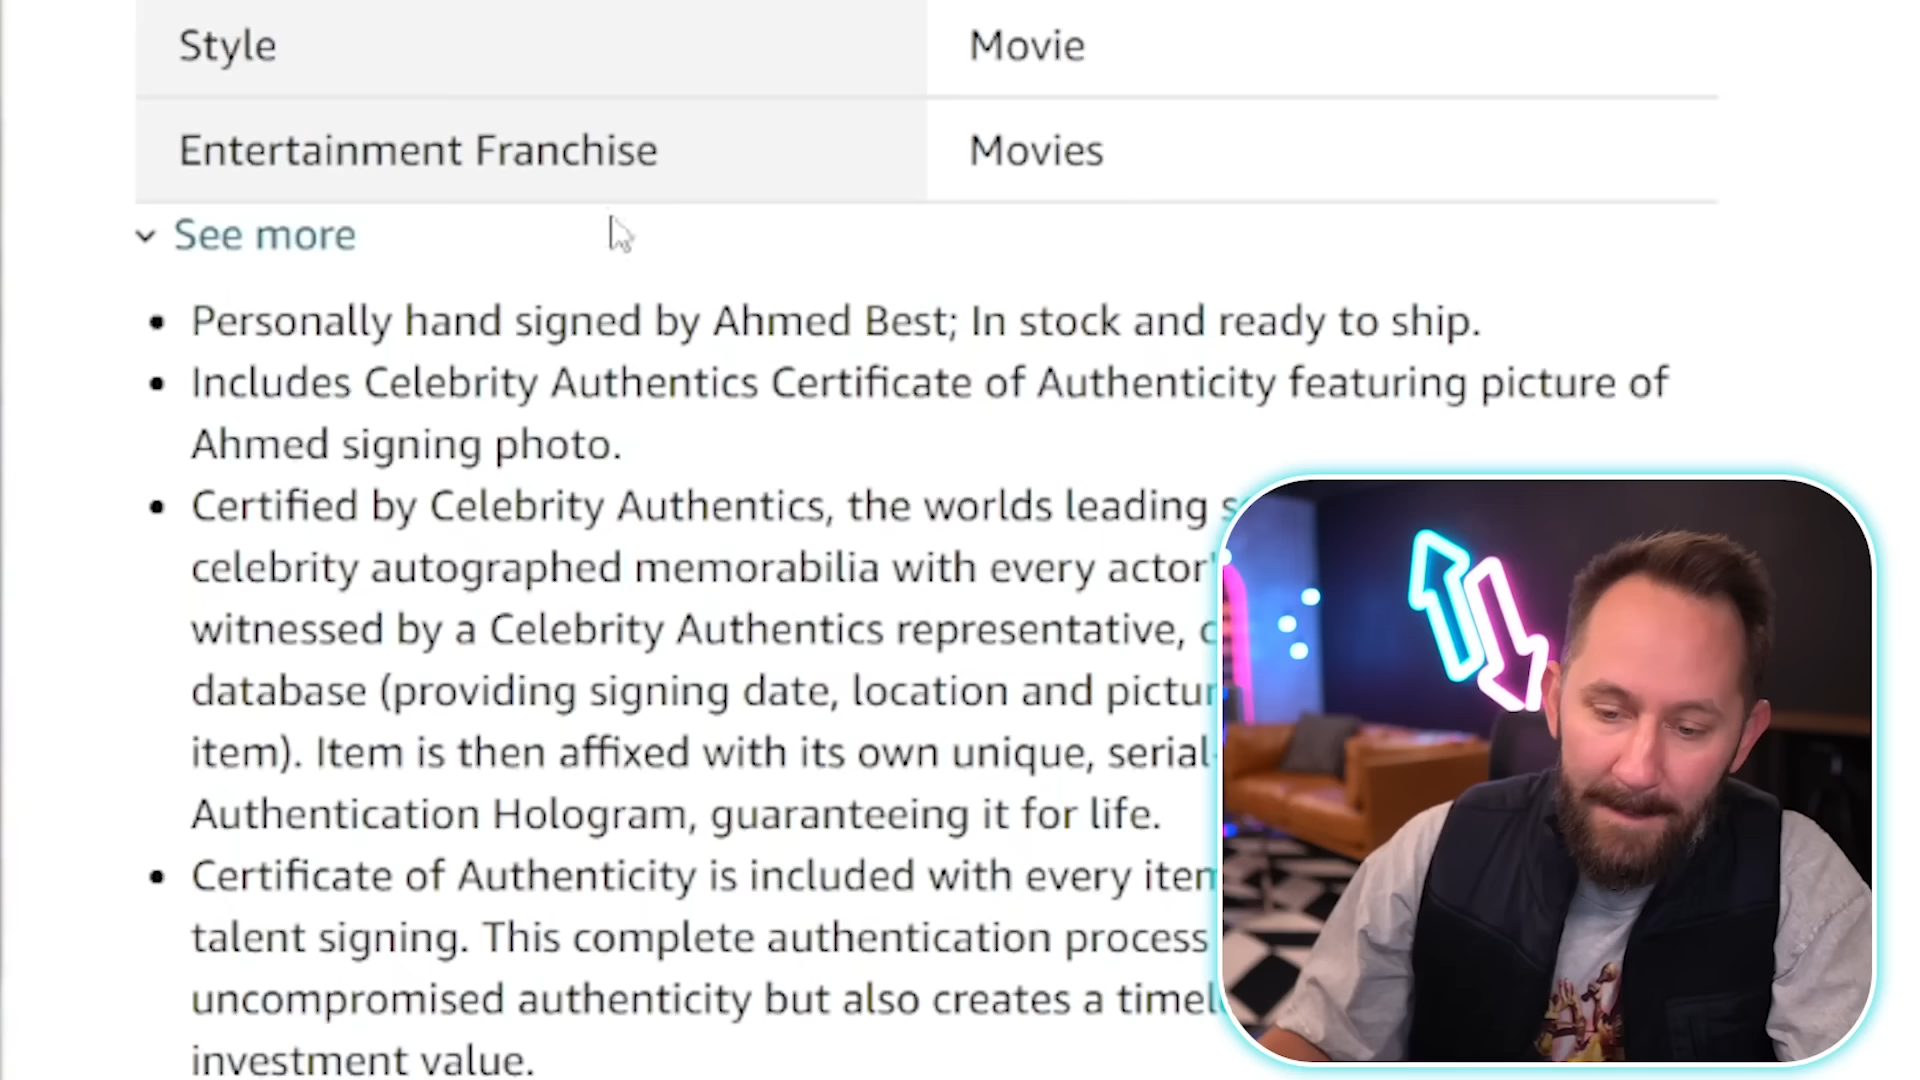 Style
Movie
Entertainment Franchise
Movies
See more
Personally hand signed by Ahmed Best; In stock and ready to ship.
Includes Celebrity Authentics Certificate of Authenticity featuring picture of
Ahmed signing photo.
Certified by Celebrity Authentics, the worlds leading
celebrity autographed memorabilia with every actor'
witnessed by a Celebrity Authentics representative,
database (providing signing date, location and
item). Item is then affixed with its own unique, serial-
Authentication Hologram, guaranteeing it for life.
Certificate of Authenticity is included with every
talent signing. This complete authentication process
uncompromised authenticity but also creates a
investment value.